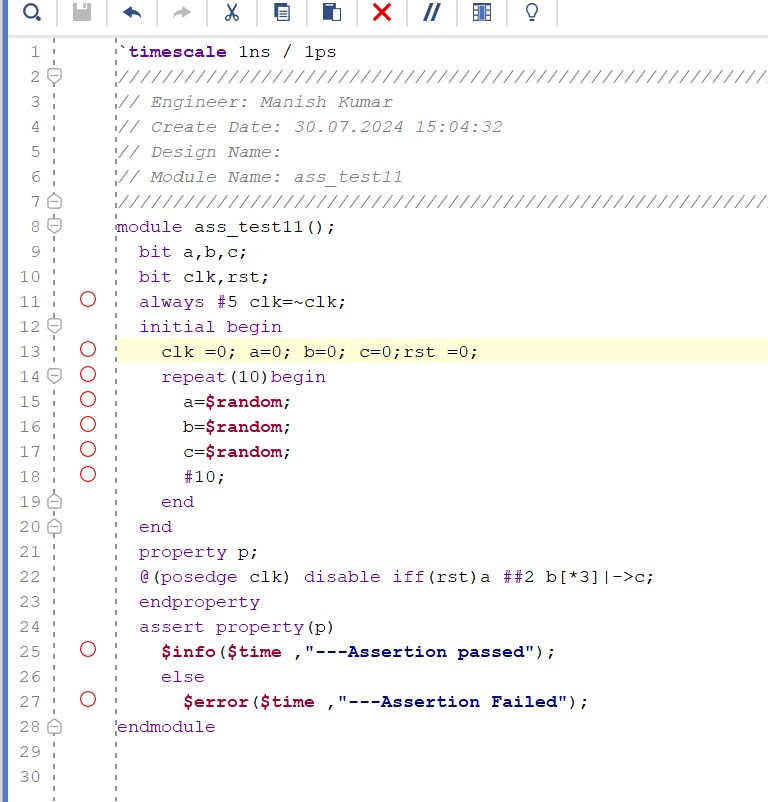 1 `timescale 1ns / 1ps
2 ////////////////////////////////////////////////////////////
3 // Engineer: Manish Kumar
4 // Create Date: 30.07.2024 15:04:32
5 // Design Name:
6 // Module Name: ass_test11
7 ////////////////////////////////////////////////////////////
8 module ass_test11();
9 bit a,b,c;
10 bit clk,rst;
11 always #5 clk=~clk;
12 initial begin
13 clk =0; a=0; b=0; c=0;rst =0;
14 repeat(10)begin
15 a=$random;
16 b=$random;
17 c=$random;
18 #10;
19 end
20 end
21 property p;
22 @(posedge clk) disable iff(rst)a ##2 b[*3]|->c;
23 endproperty
24 assert property(p)
25 $info($time ,"---Assertion passed");
26 else
27 $error($time ,"---Assertion Failed");
28 endmodule
29
30